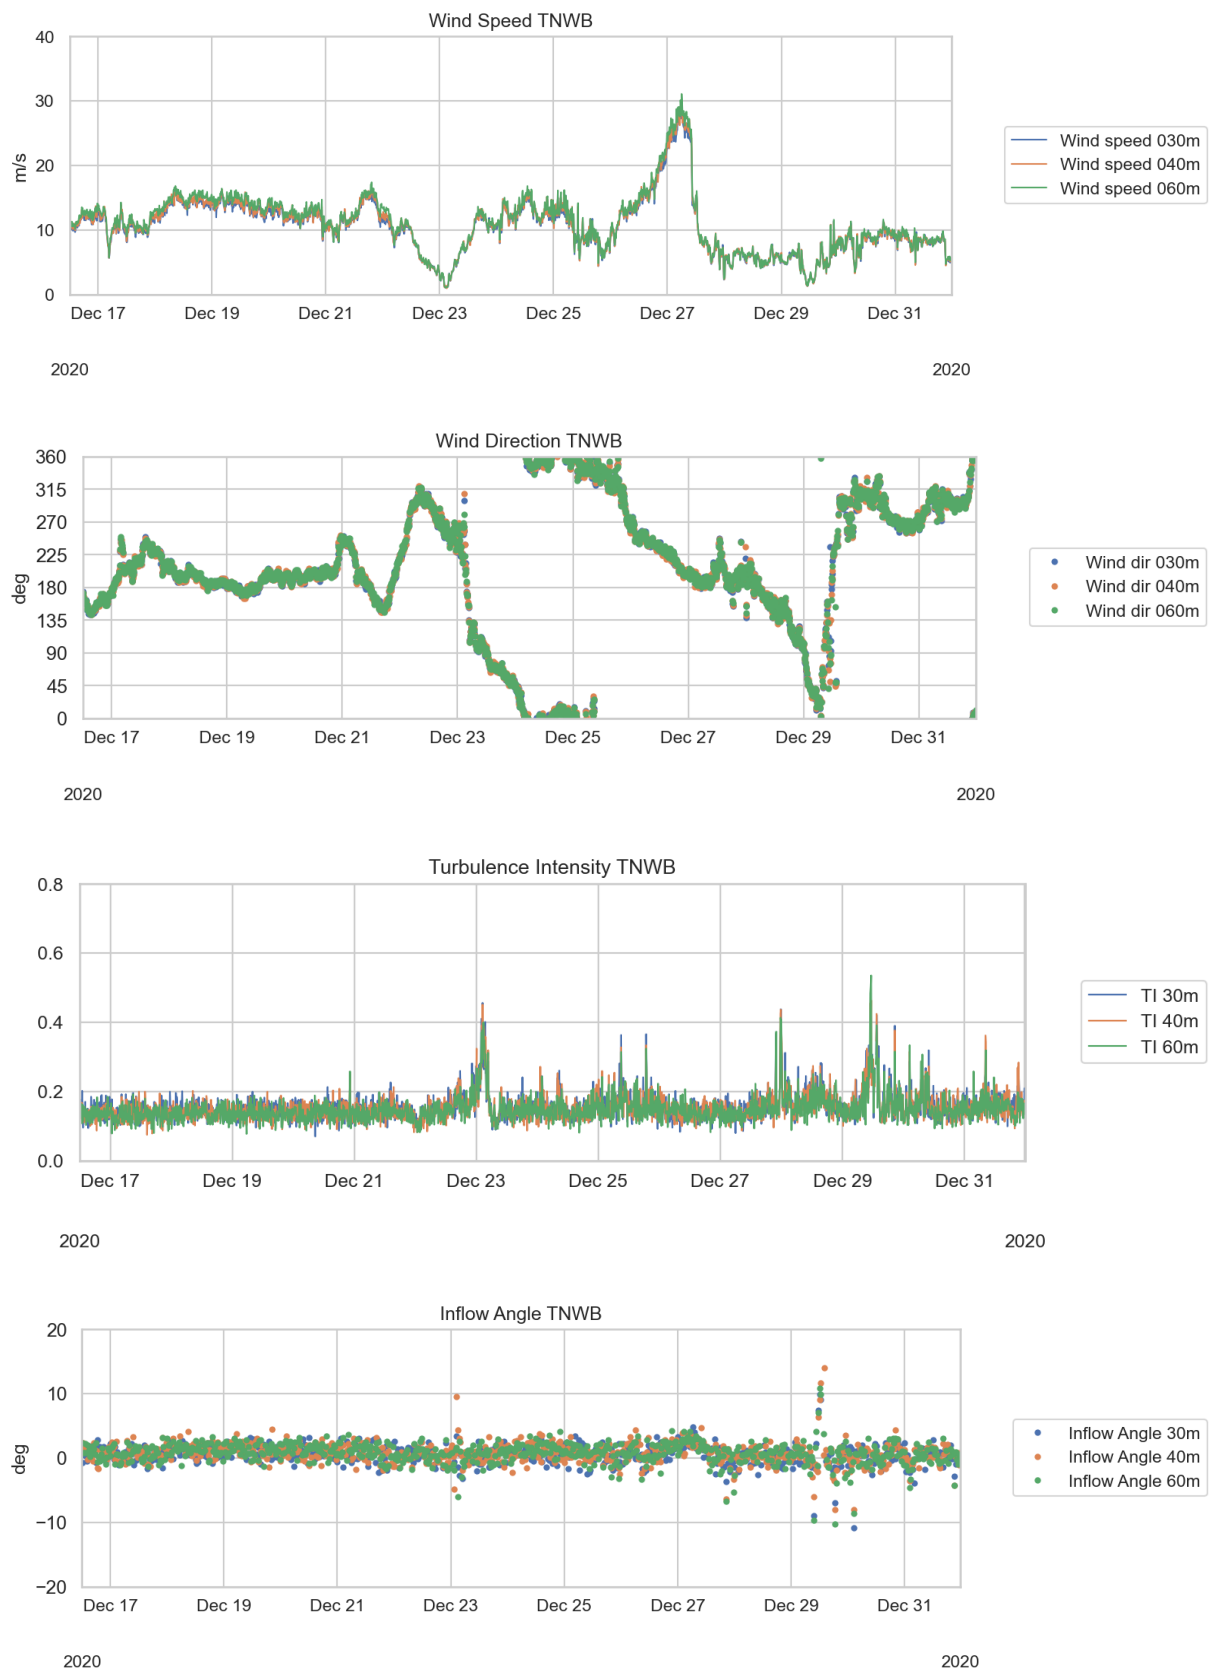 Wind Speed TNWB
40
30
20
10
0
m/s
Dec 17 Dec 19 Dec 21 Dec 23 Dec 25 Dec 27 Dec 29 Dec 31
2020 2020
Wind speed 030m
Wind speed 040m
Wind speed 060m
Wind Direction TNWB
360
315
270
225
180
135
90
45
0
deg
Dec 17 Dec 19 Dec 21 Dec 23 Dec 25 Dec 27 Dec 29 Dec 31
2020 2020
Wind dir 030m
Wind dir 040m
Wind dir 060m
Turbulence Intensity TNWB
0.8
0.6
0.4
0.2
0.0
Dec 17 Dec 19 Dec 21 Dec 23 Dec 25 Dec 27 Dec 29 Dec 31
2020 2020
TI 30m
TI 40m
TI 60m
Inflow Angle TNWB
20
10
0
−10
−20
deg
Dec 17 Dec 19 Dec 21 Dec 23 Dec 25 Dec 27 Dec 29 Dec 31
2020 2020
Inflow Angle 30m
Inflow Angle 40m
Inflow Angle 60m